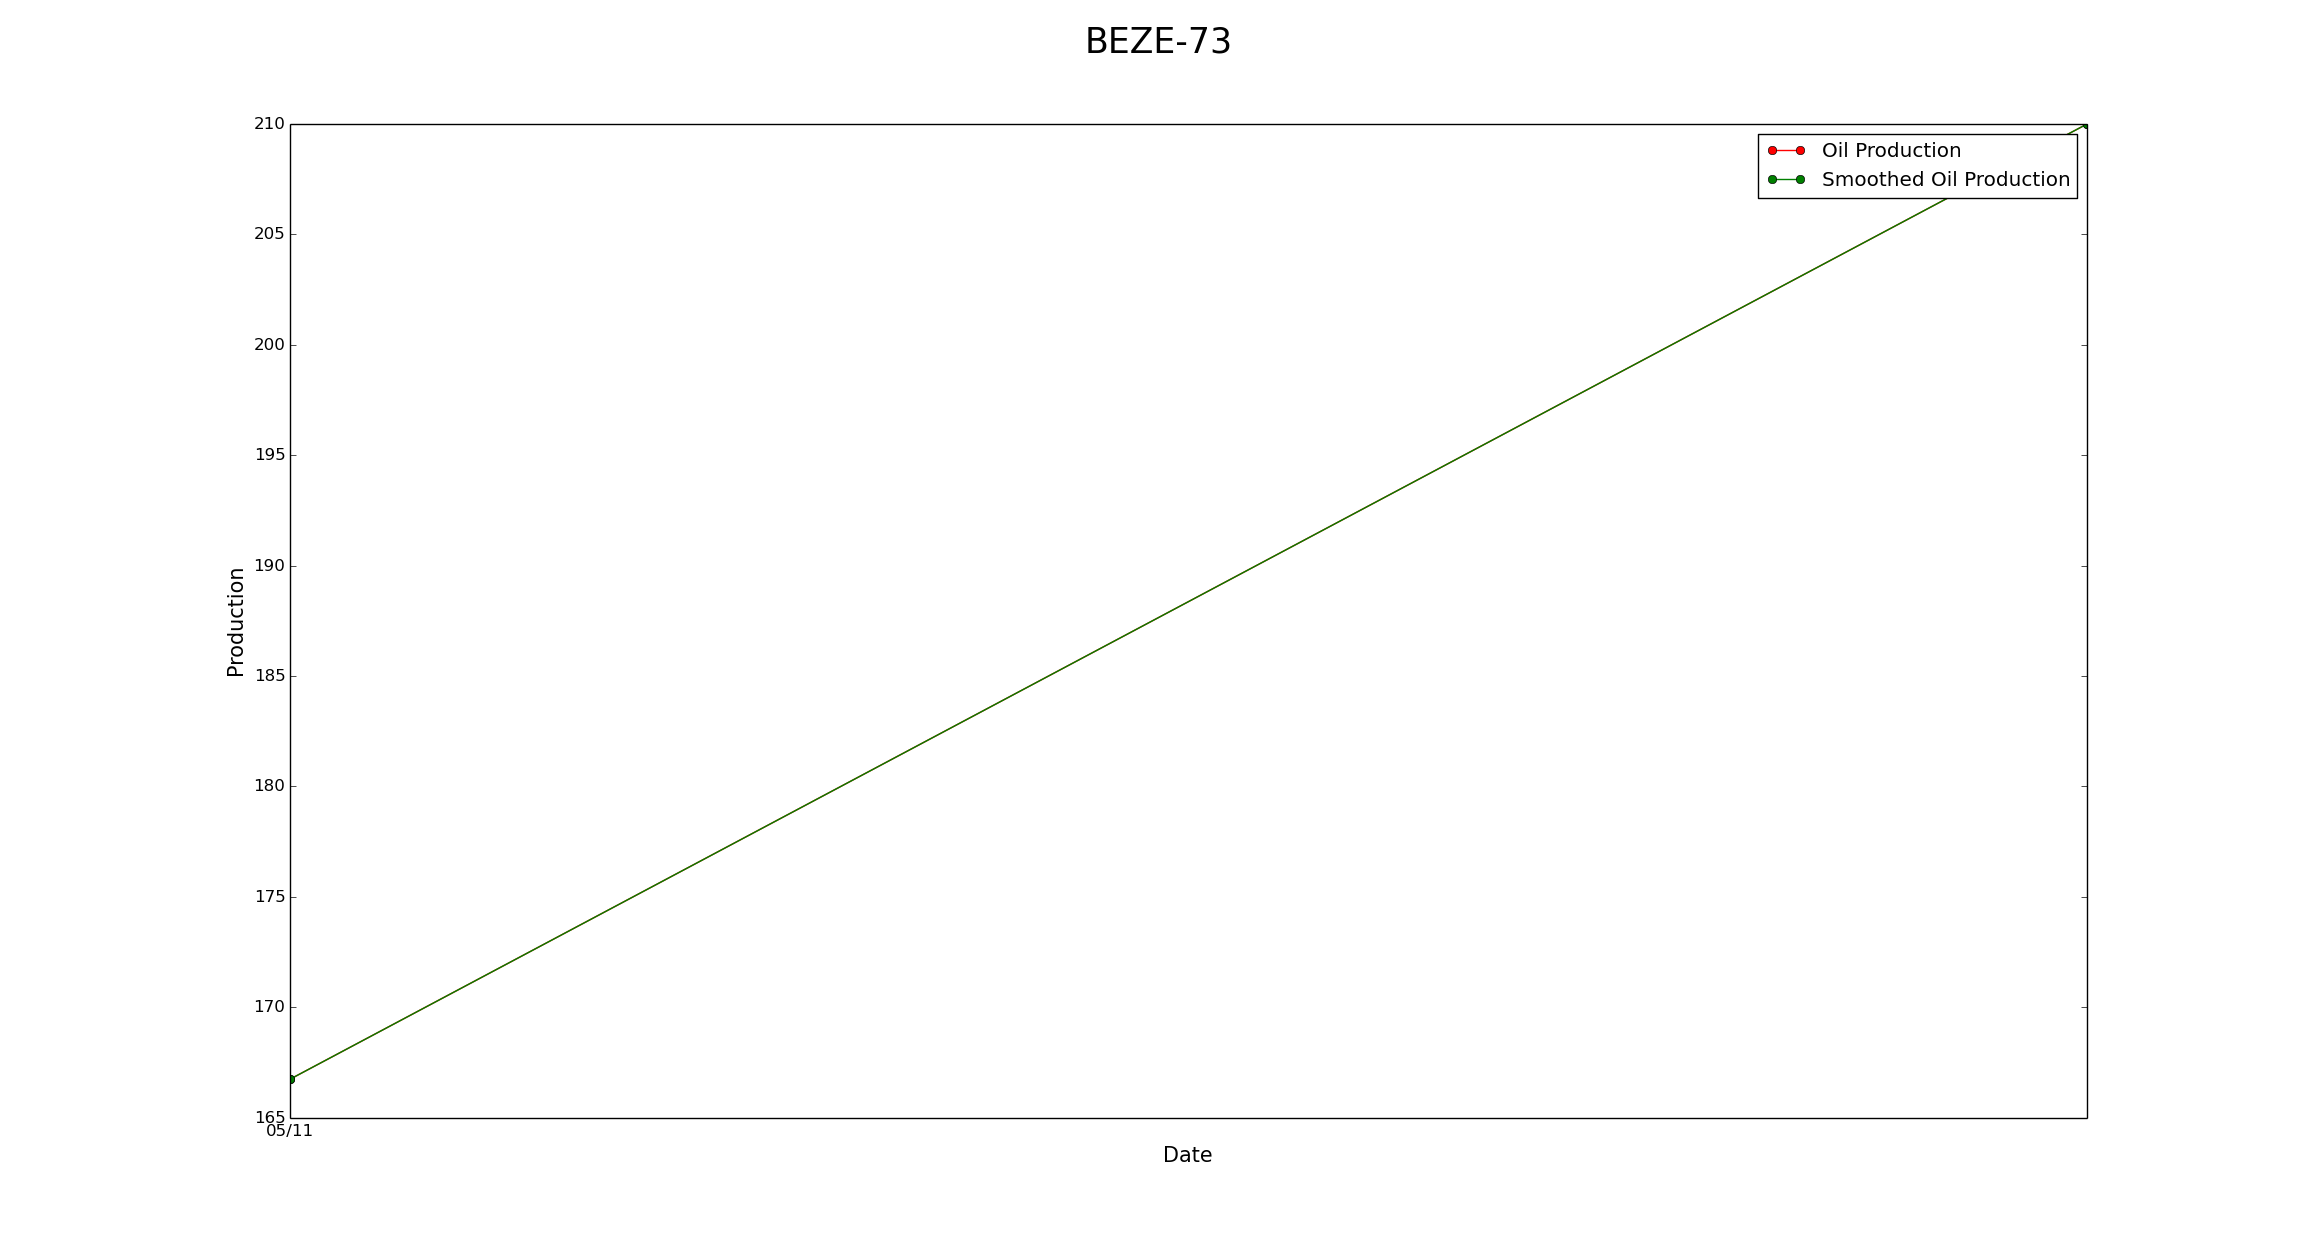 BEZE-73
210
205
200
195
190
185
180
175
170
165
Production
05/11
Date
Oil Production
Smoothed Oil Production